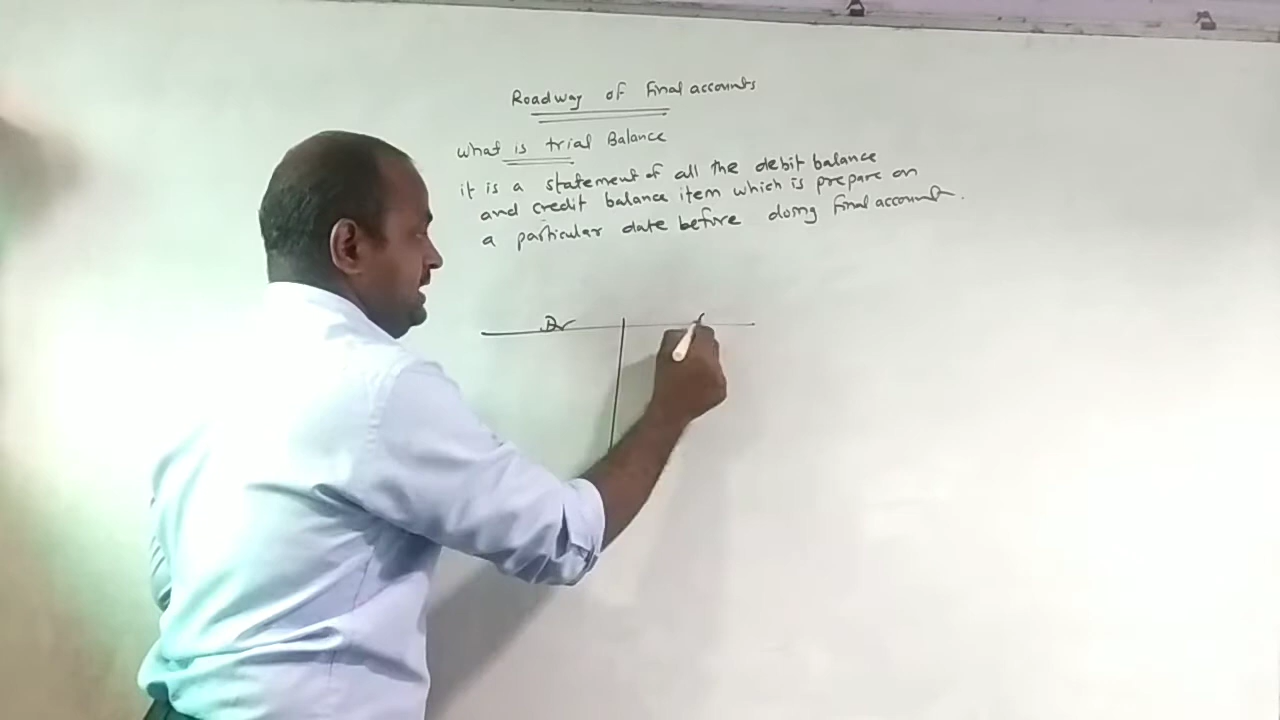 Roadway of Final accounts
What is trial Balance
it is a statement of all the debit balance
and credit balance item which is prepare on
a particular date before doing final account.
Dr